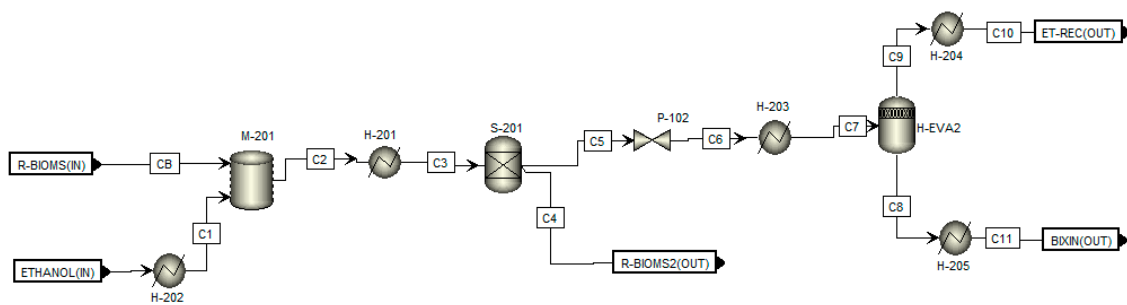 C9
C10
ET-REC(OUT)
H-204
M-201
H-201
S-201
C5
P-102
C6
H-203
C7
H-EVA2
R-BIOMS(IN)
CB
C2
C3
C4
C1
C8
ETHANOL(IN)
H-202
R-BIOMS2(OUT)
C11
BIXIN(OUT)
H-205